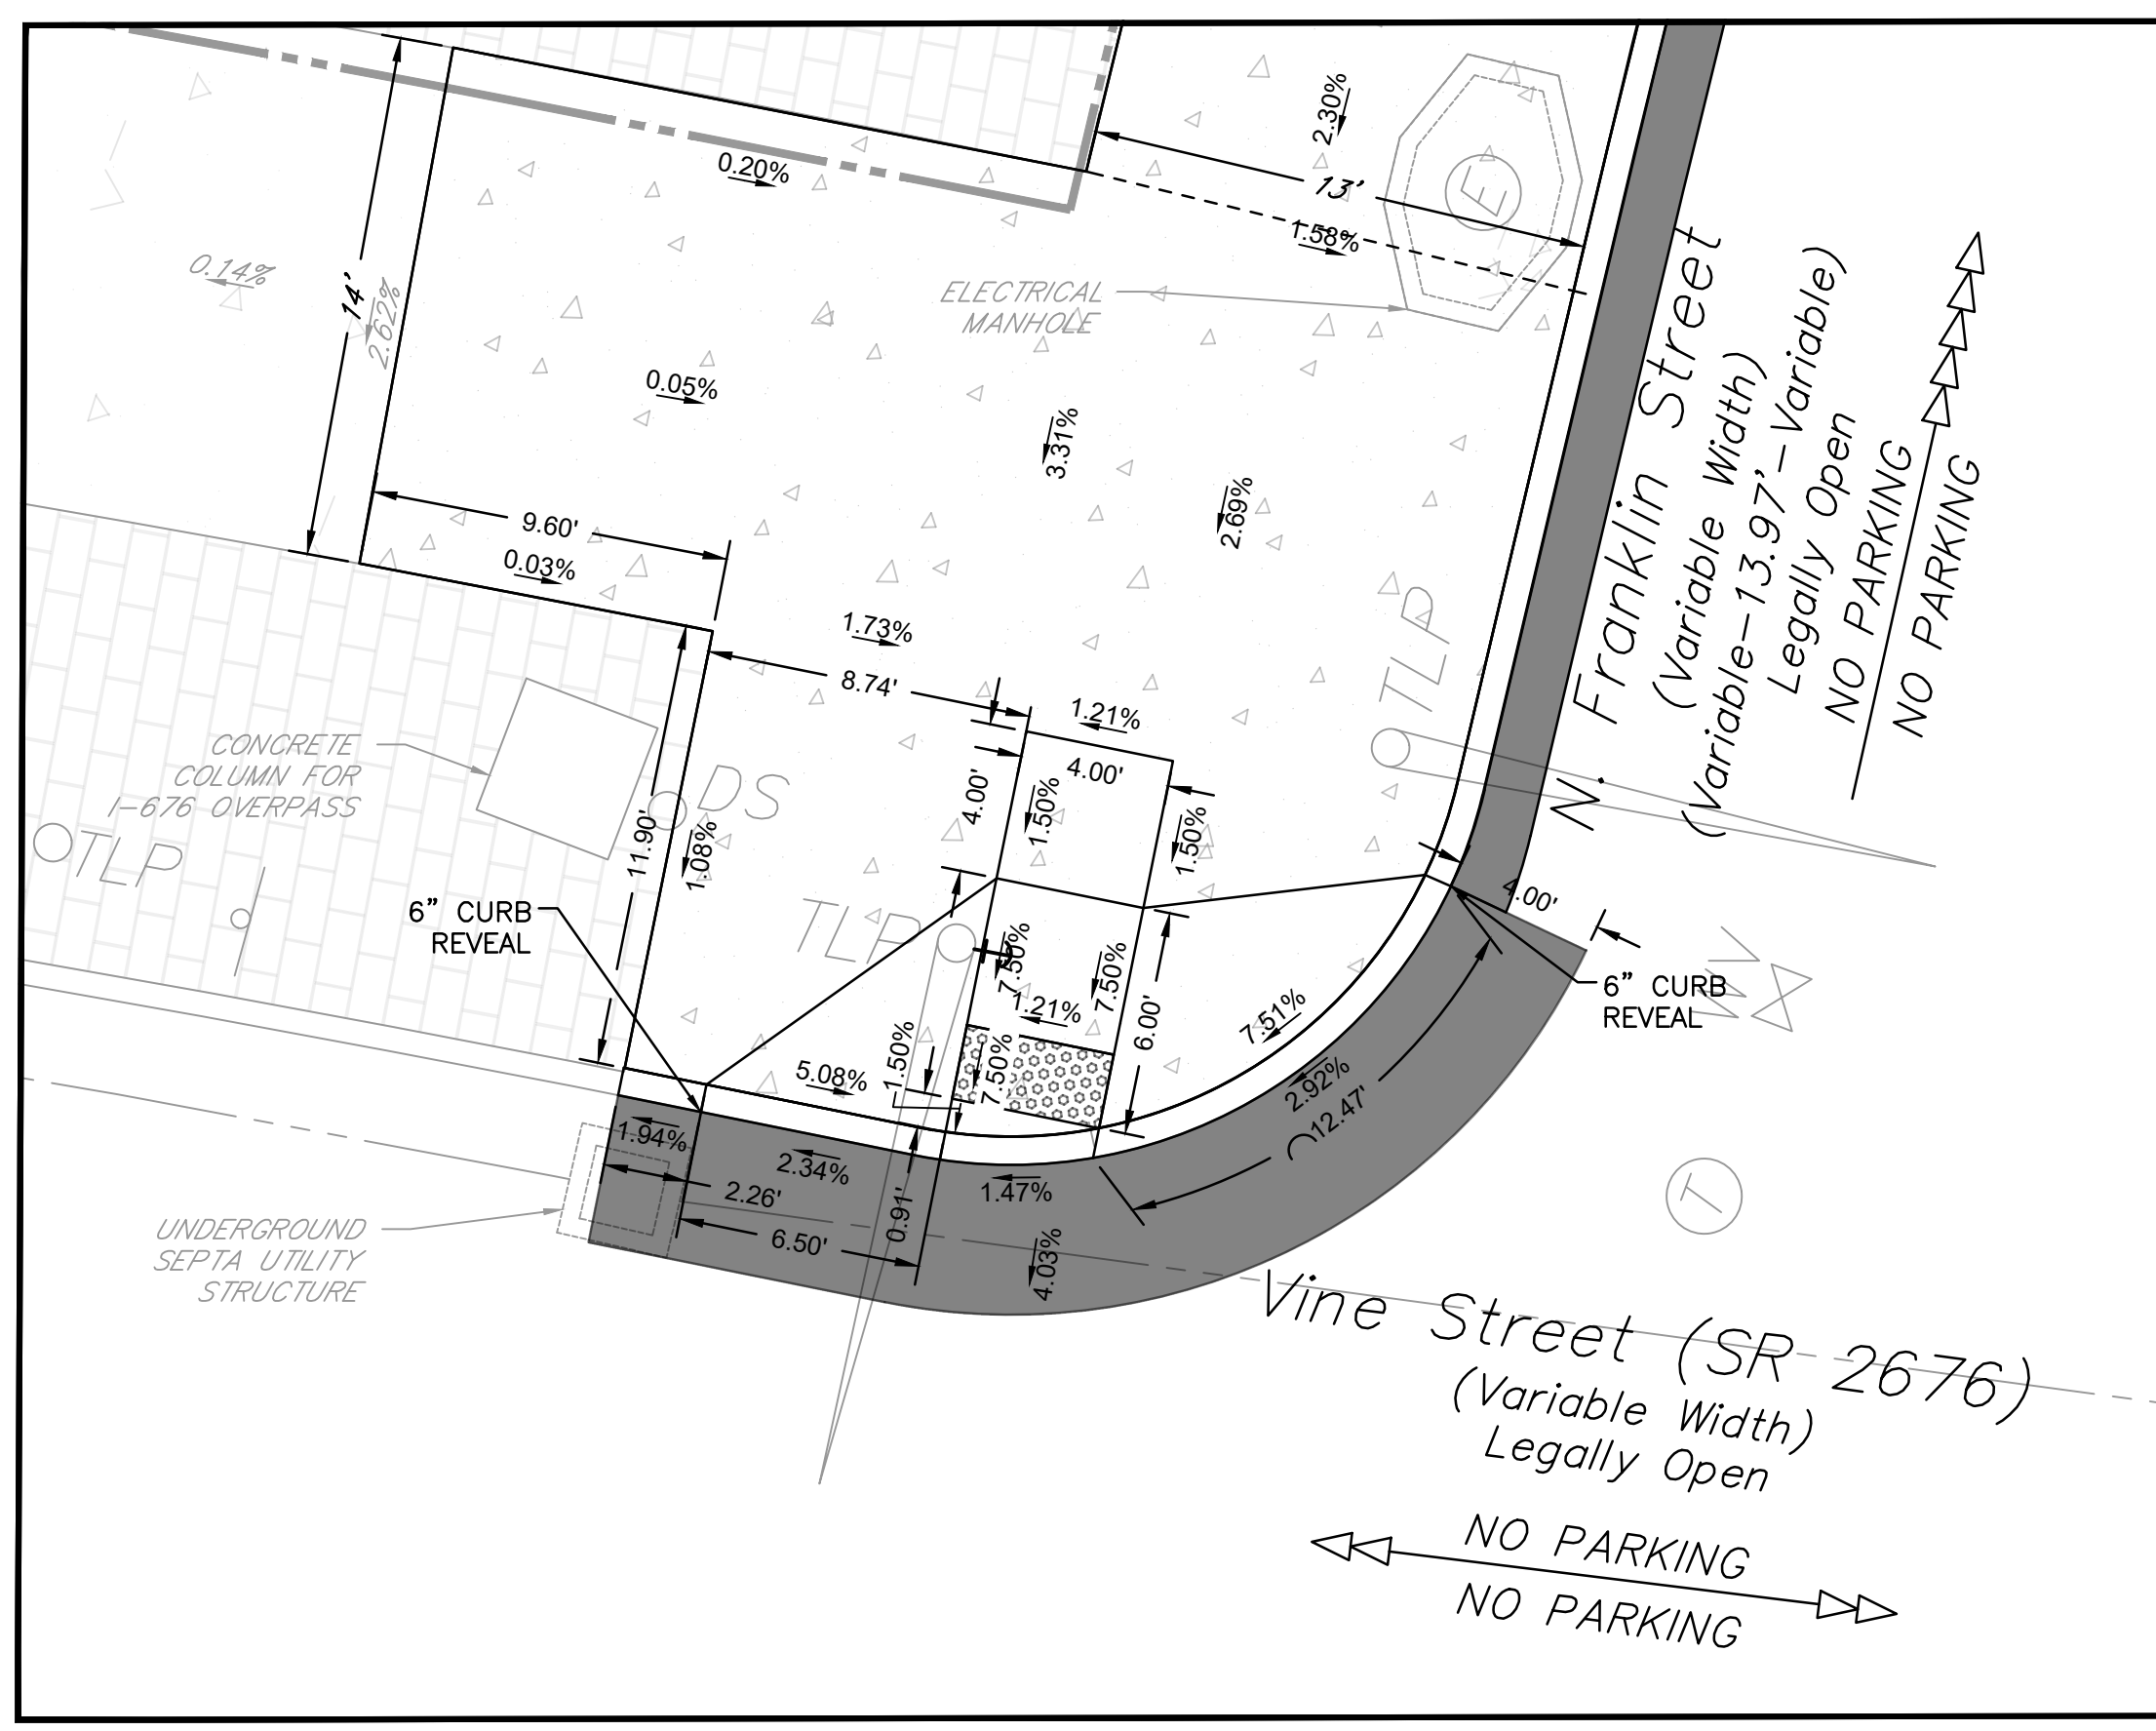 2.30%
0.20%
13'
1.58%
E
0.14%
14'
2.62%
ELECTRICAL
MANHOLE
0.05%
3.31%
2.69%
9.60'
0.03%
1.73%
8.74'
TLP
1.21%
4.00'
4.00'
1.50%
1.50%
CONCRETE
COLUMN FOR
I-676 OVERPASS
DS
TLP
11.90'
1.08%
6" CURB
REVEAL
TLP
7.50%
7.50%
1.21%
6.00'
7.51%
4.00'
6" CURB
REVEAL
WV
1.50%
7.50%
5.08%
2.92%
12.47'
1.94%
2.34%
1.47%
2.26'
0.91'
6.50'
4.03%
T
UNDERGROUND
SEPTA UTILITY
STRUCTURE
N. Franklin Street
(Variable Width)
(Variable-13.97'-Variable)
Legally Open
NO PARKING
NO PARKING
Vine Street (SR 2676)
(Variable Width)
Legally Open
NO PARKING
NO PARKING